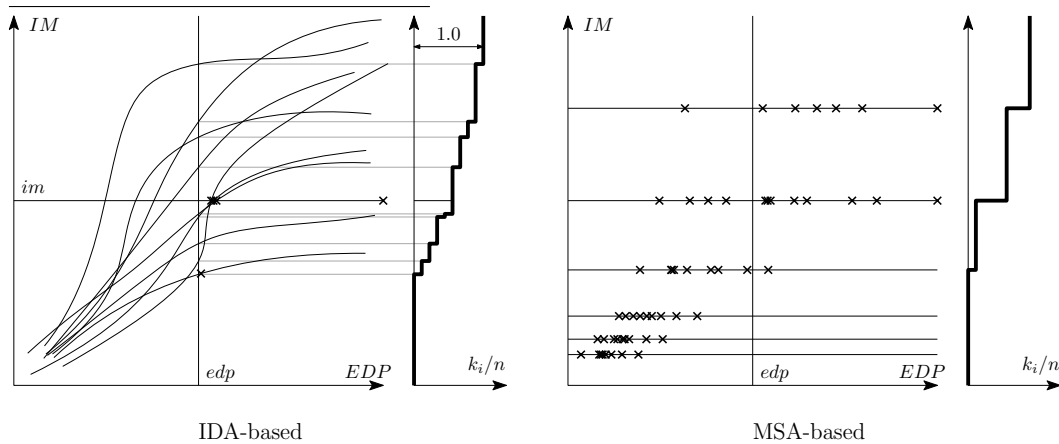 IM
1.0
im
edp
EDP
k_i/n
IDA-based
IM
edp
EDP
k_i/n
MSA-based